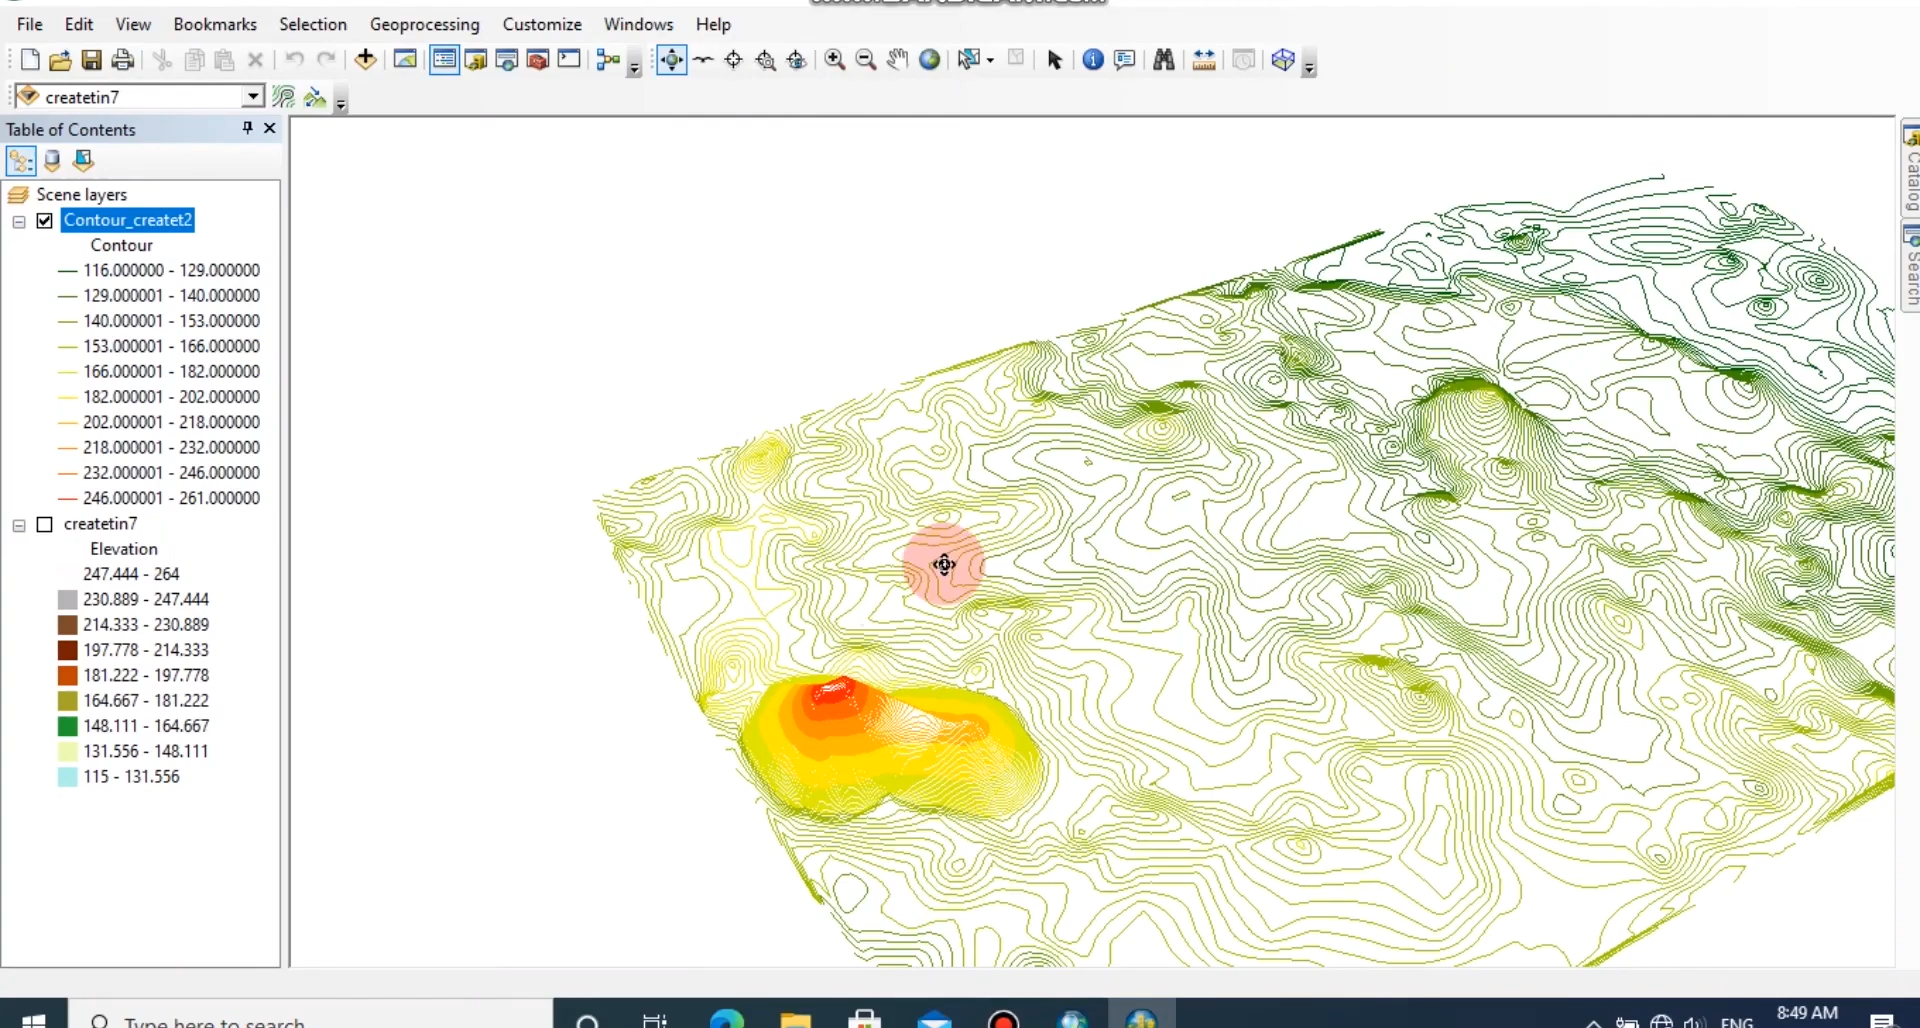 File Edit View Bookmarks Selection Geoprocessing Customize Windows Help
createtin7
Table of Contents
Scene layers
Contour_createt2
Contour
116.000000 - 129.000000
129.000001 - 140.000000
140.000001 - 153.000000
153.000001 - 166.000000
166.000001 - 182.000000
182.000001 - 202.000000
202.000001 - 218.000000
218.000001 - 232.000000
232.000001 - 246.000000
246.000001 - 261.000000
createtin7
Elevation
247.444 - 264
230.889 - 247.444
214.333 - 230.889
197.778 - 214.333
181.222 - 197.778
164.667 - 181.222
148.111 - 164.667
131.556 - 148.111
115 - 131.556
Catalog
Search
Type here to search
ENG
8:49 AM